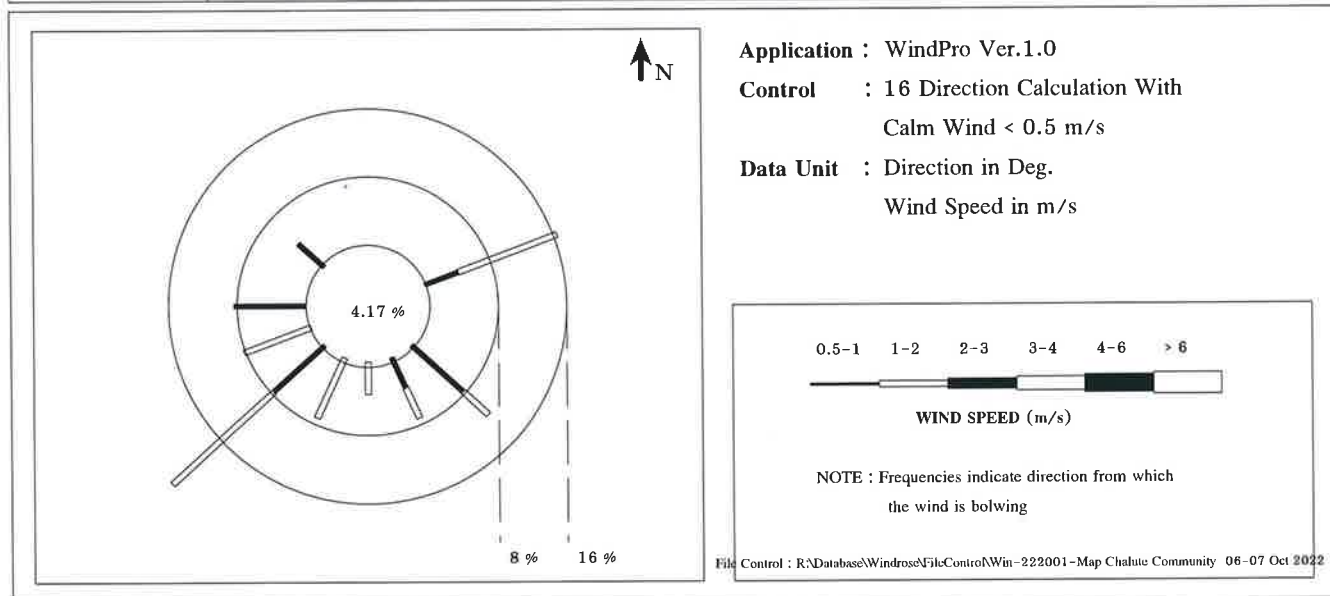 N
4.17 %
8 %
16 %
Application : WindPro Ver.1.0
Control : 16 Direction Calculation With
Calm Wind < 0.5 m/s
Data Unit : Direction in Deg.
Wind Speed in m/s
0.5-1 1-2 2-3 3-4 4-6 > 6
WIND SPEED (m/s)
NOTE : Frequencies indicate direction from which
the wind is bolwing
File Control : R:\Database\Windrose\FileControl\Win-222001-Map Chalute Community 06-07 Oct 2022